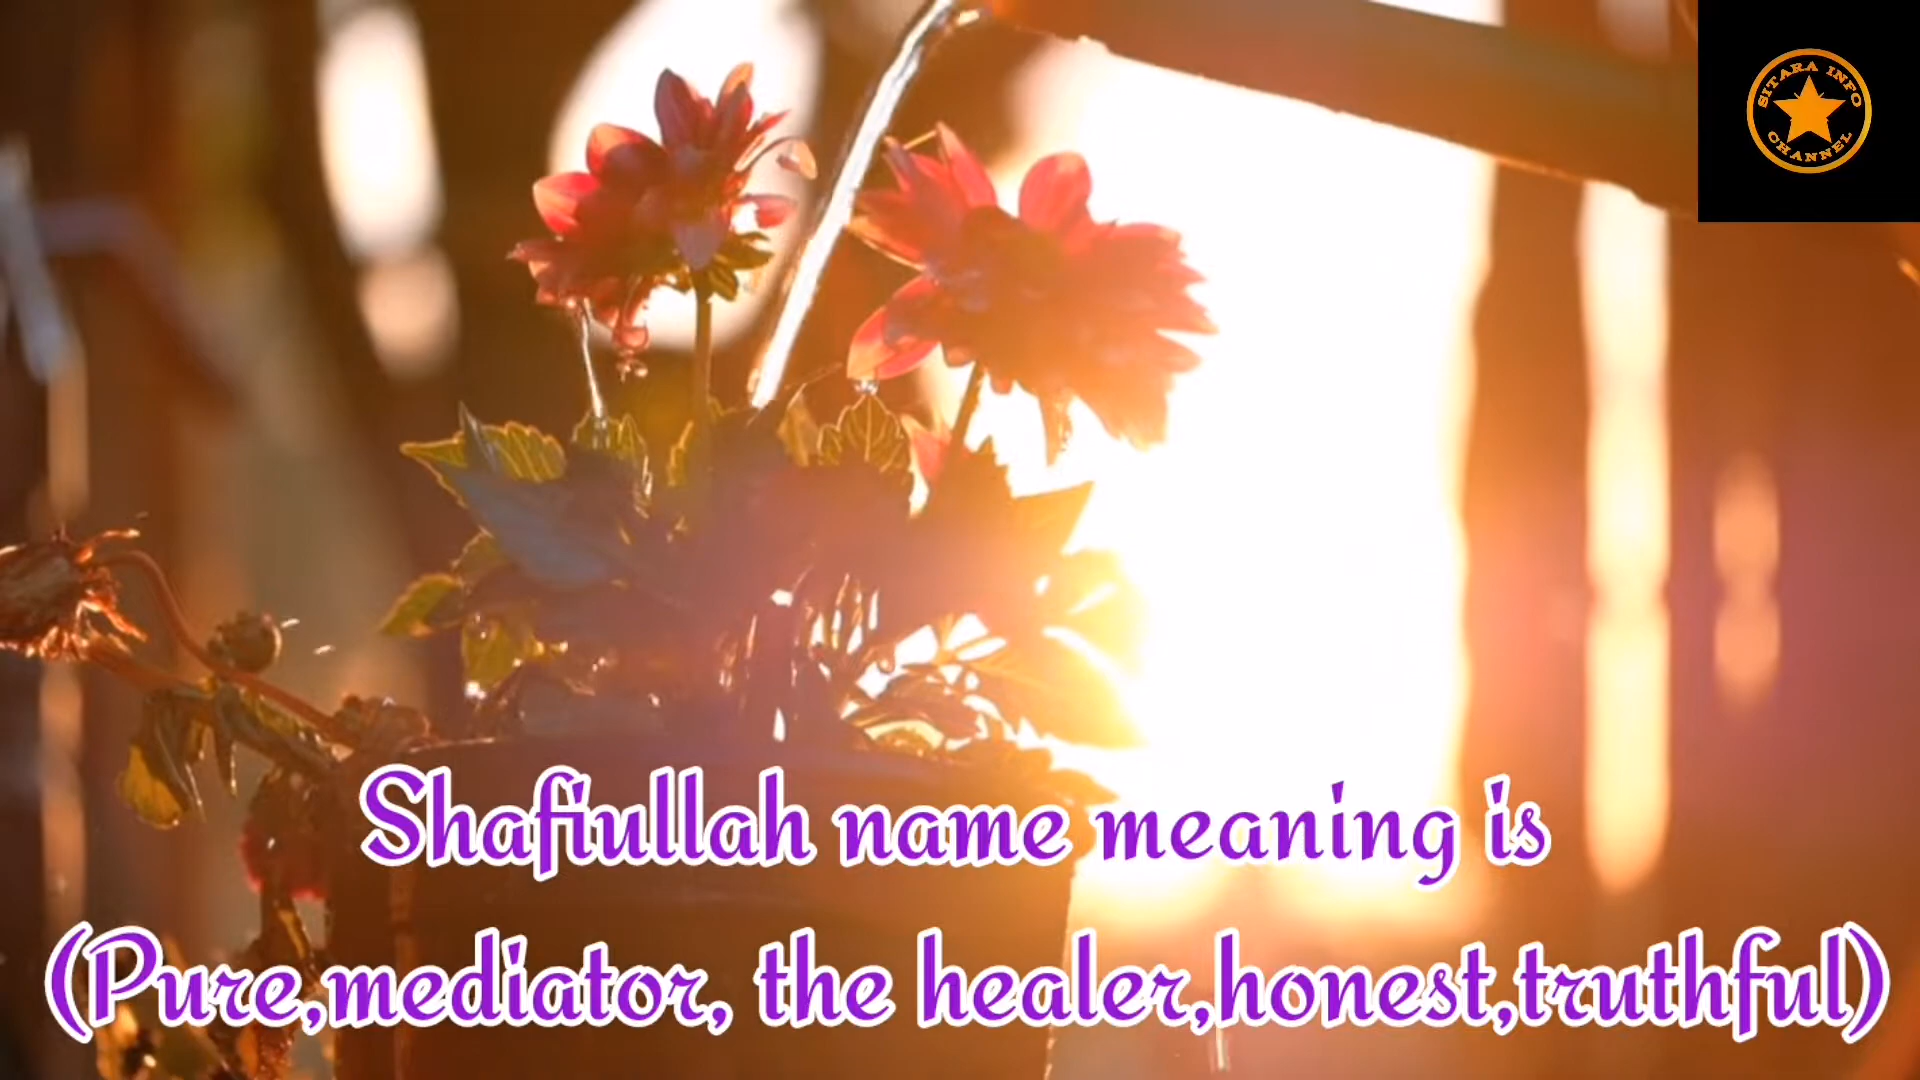 SITARA INFO
CHANNEL
Shafiullah name meaning is
(Pure,mediator, the healer,honest,truthful)